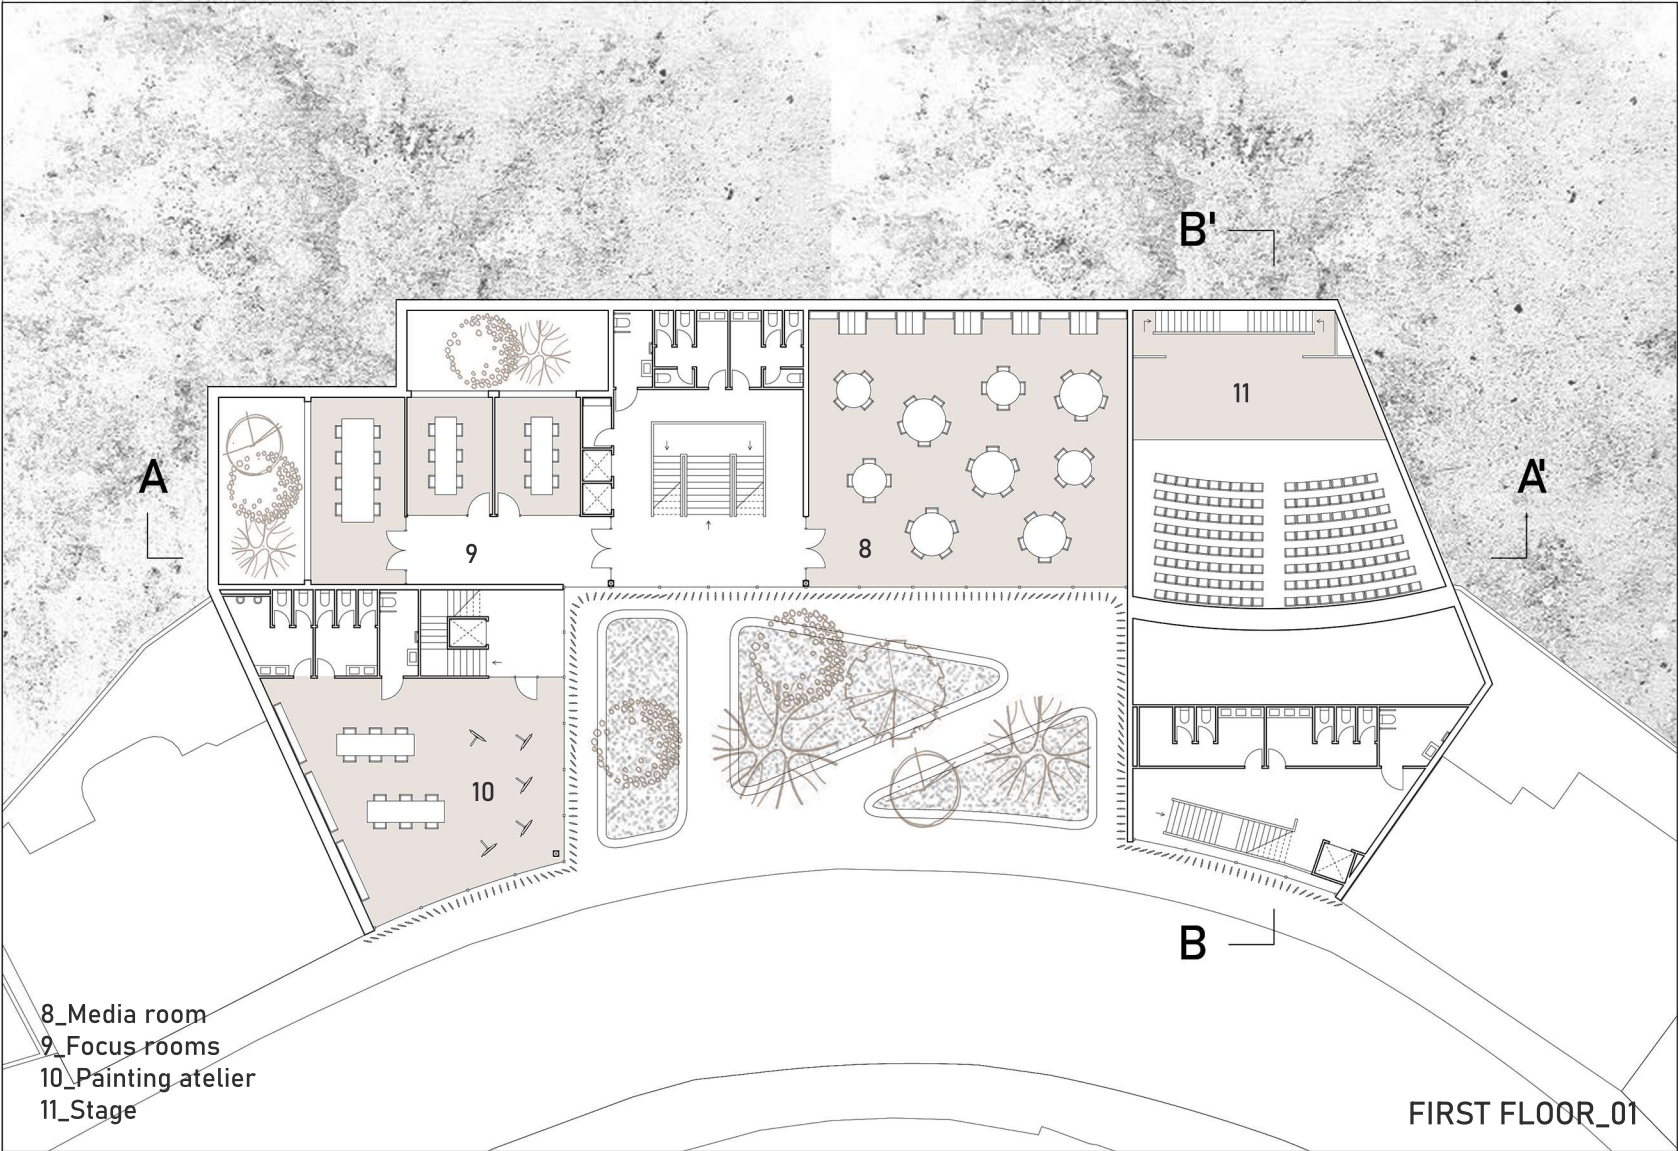 B'
A
A'
11
8
9
10
B
8_Media room
9_Focus rooms
10_Painting atelier
11_Stage
FIRST FLOOR_01